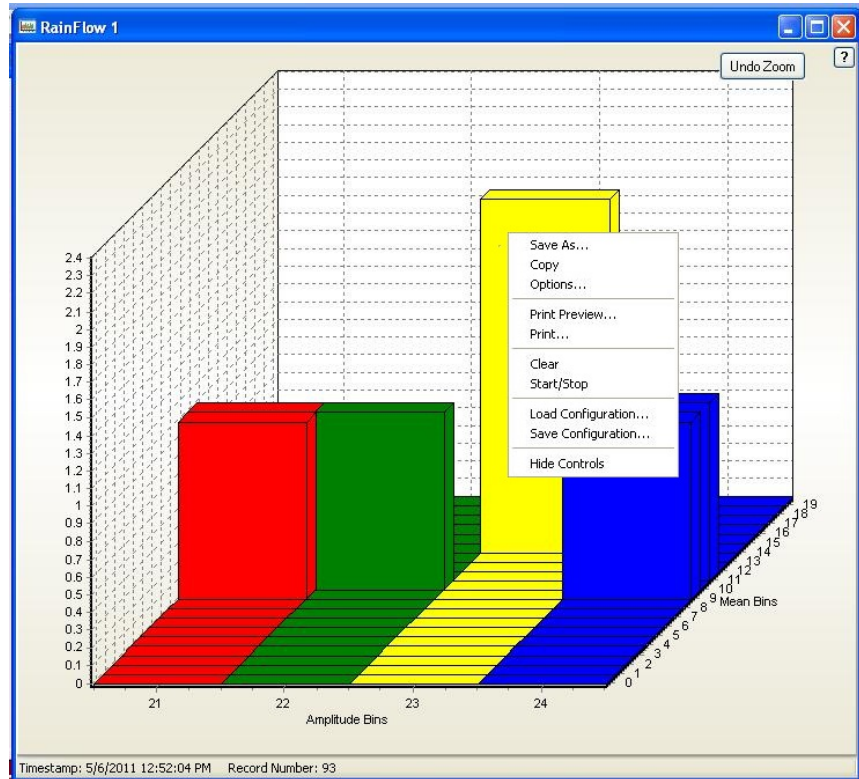 RainFlow 1
Undo Zoom
?
Save As...
Copy
Options...
Print Preview...
Print...
Clear
Start/Stop
Load Configuration...
Save Configuration...
Hide Controls
2.4
2.3
2.2
2.1
2
1.9
1.8
1.7
1.6
1.5
1.4
1.3
1.2
1.1
1
0.9
0.8
0.7
0.6
0.5
0.4
0.3
0.2
0.1
0
19
18
17
16
15
14
13
12
11
10
9
8
7
6
5
4
3
2
1
0
Mean Bins
21 22 23 24
Amplitude Bins
Timestamp: 5/6/2011 12:52:04 PM Record Number: 93